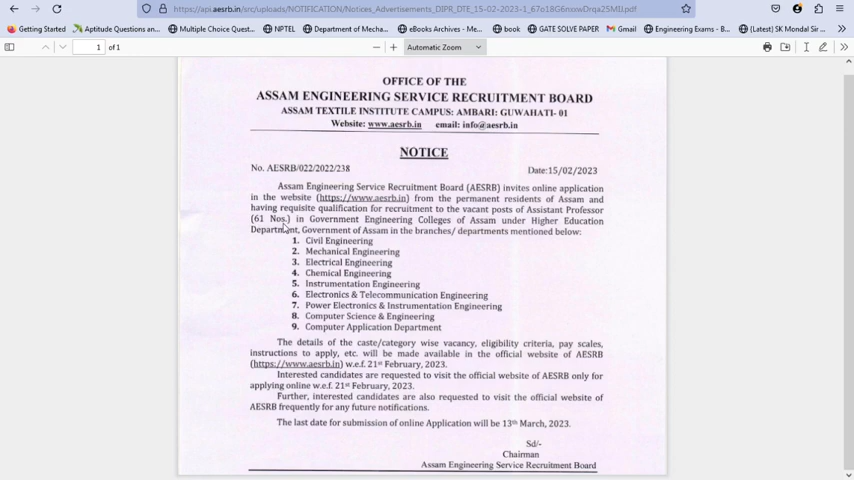 https://api.aesrb.in/src/uploads/NOTIFICATION/Notices_Advertisements_DIPR_DTE_15-02-2023-1_67o18G6mxwDrqa25MIJ.pdf
Getting Started
Aptitude Questions an...
Multiple Choice Quest...
NPTEL
Department of Mecha...
eBooks Archives - Me...
book
GATE SOLVE PAPER
Gmail
Engineering Exams - B...
(Latest) SK Mondal Sir ...
1 of 1
Automatic Zoom
OFFICE OF THE
ASSAM ENGINEERING SERVICE RECRUITMENT BOARD
ASSAM TEXTILE INSTITUTE CAMPUS: AMBARI: GUWAHATI- 01
Website: www.aesrb.in email: info@aesrb.in
NOTICE
No. AESRB/022/2022/238 Date:15/02/2023
Assam Engineering Service Recruitment Board (AESRB) invites online application
in the website (https://www.aesrb.in) from the permanent residents of Assam and
having requisite qualification for recruitment to the vacant posts of Assistant Professor
(61 Nos.) in Government Engineering Colleges of Assam under Higher Education
Department, Government of Assam in the branches/ departments mentioned below:
1. Civil Engineering
2. Mechanical Engineering
3. Electrical Engineering
4. Chemical Engineering
5. Instrumentation Engineering
6. Electronics & Telecommunication Engineering
7. Power Electronics & Instrumentation Engineering
8. Computer Science & Engineering
9. Computer Application Department
The details of the caste/category wise vacancy, eligibility criteria, pay scales,
instructions to apply, etc. will be made available in the official website of AESRB
(https://www.aesrb.in) w.e.f. 21st February, 2023.
Interested candidates are requested to visit the official website of AESRB only for
applying online w.e.f. 21st February, 2023.
Further, interested candidates are also requested to visit the official website of
AESRB frequently for any future notifications.
The last date for submission of online Application will be 13th March, 2023.
Sd/-
Chairman
Assam Engineering Service Recruitment Board